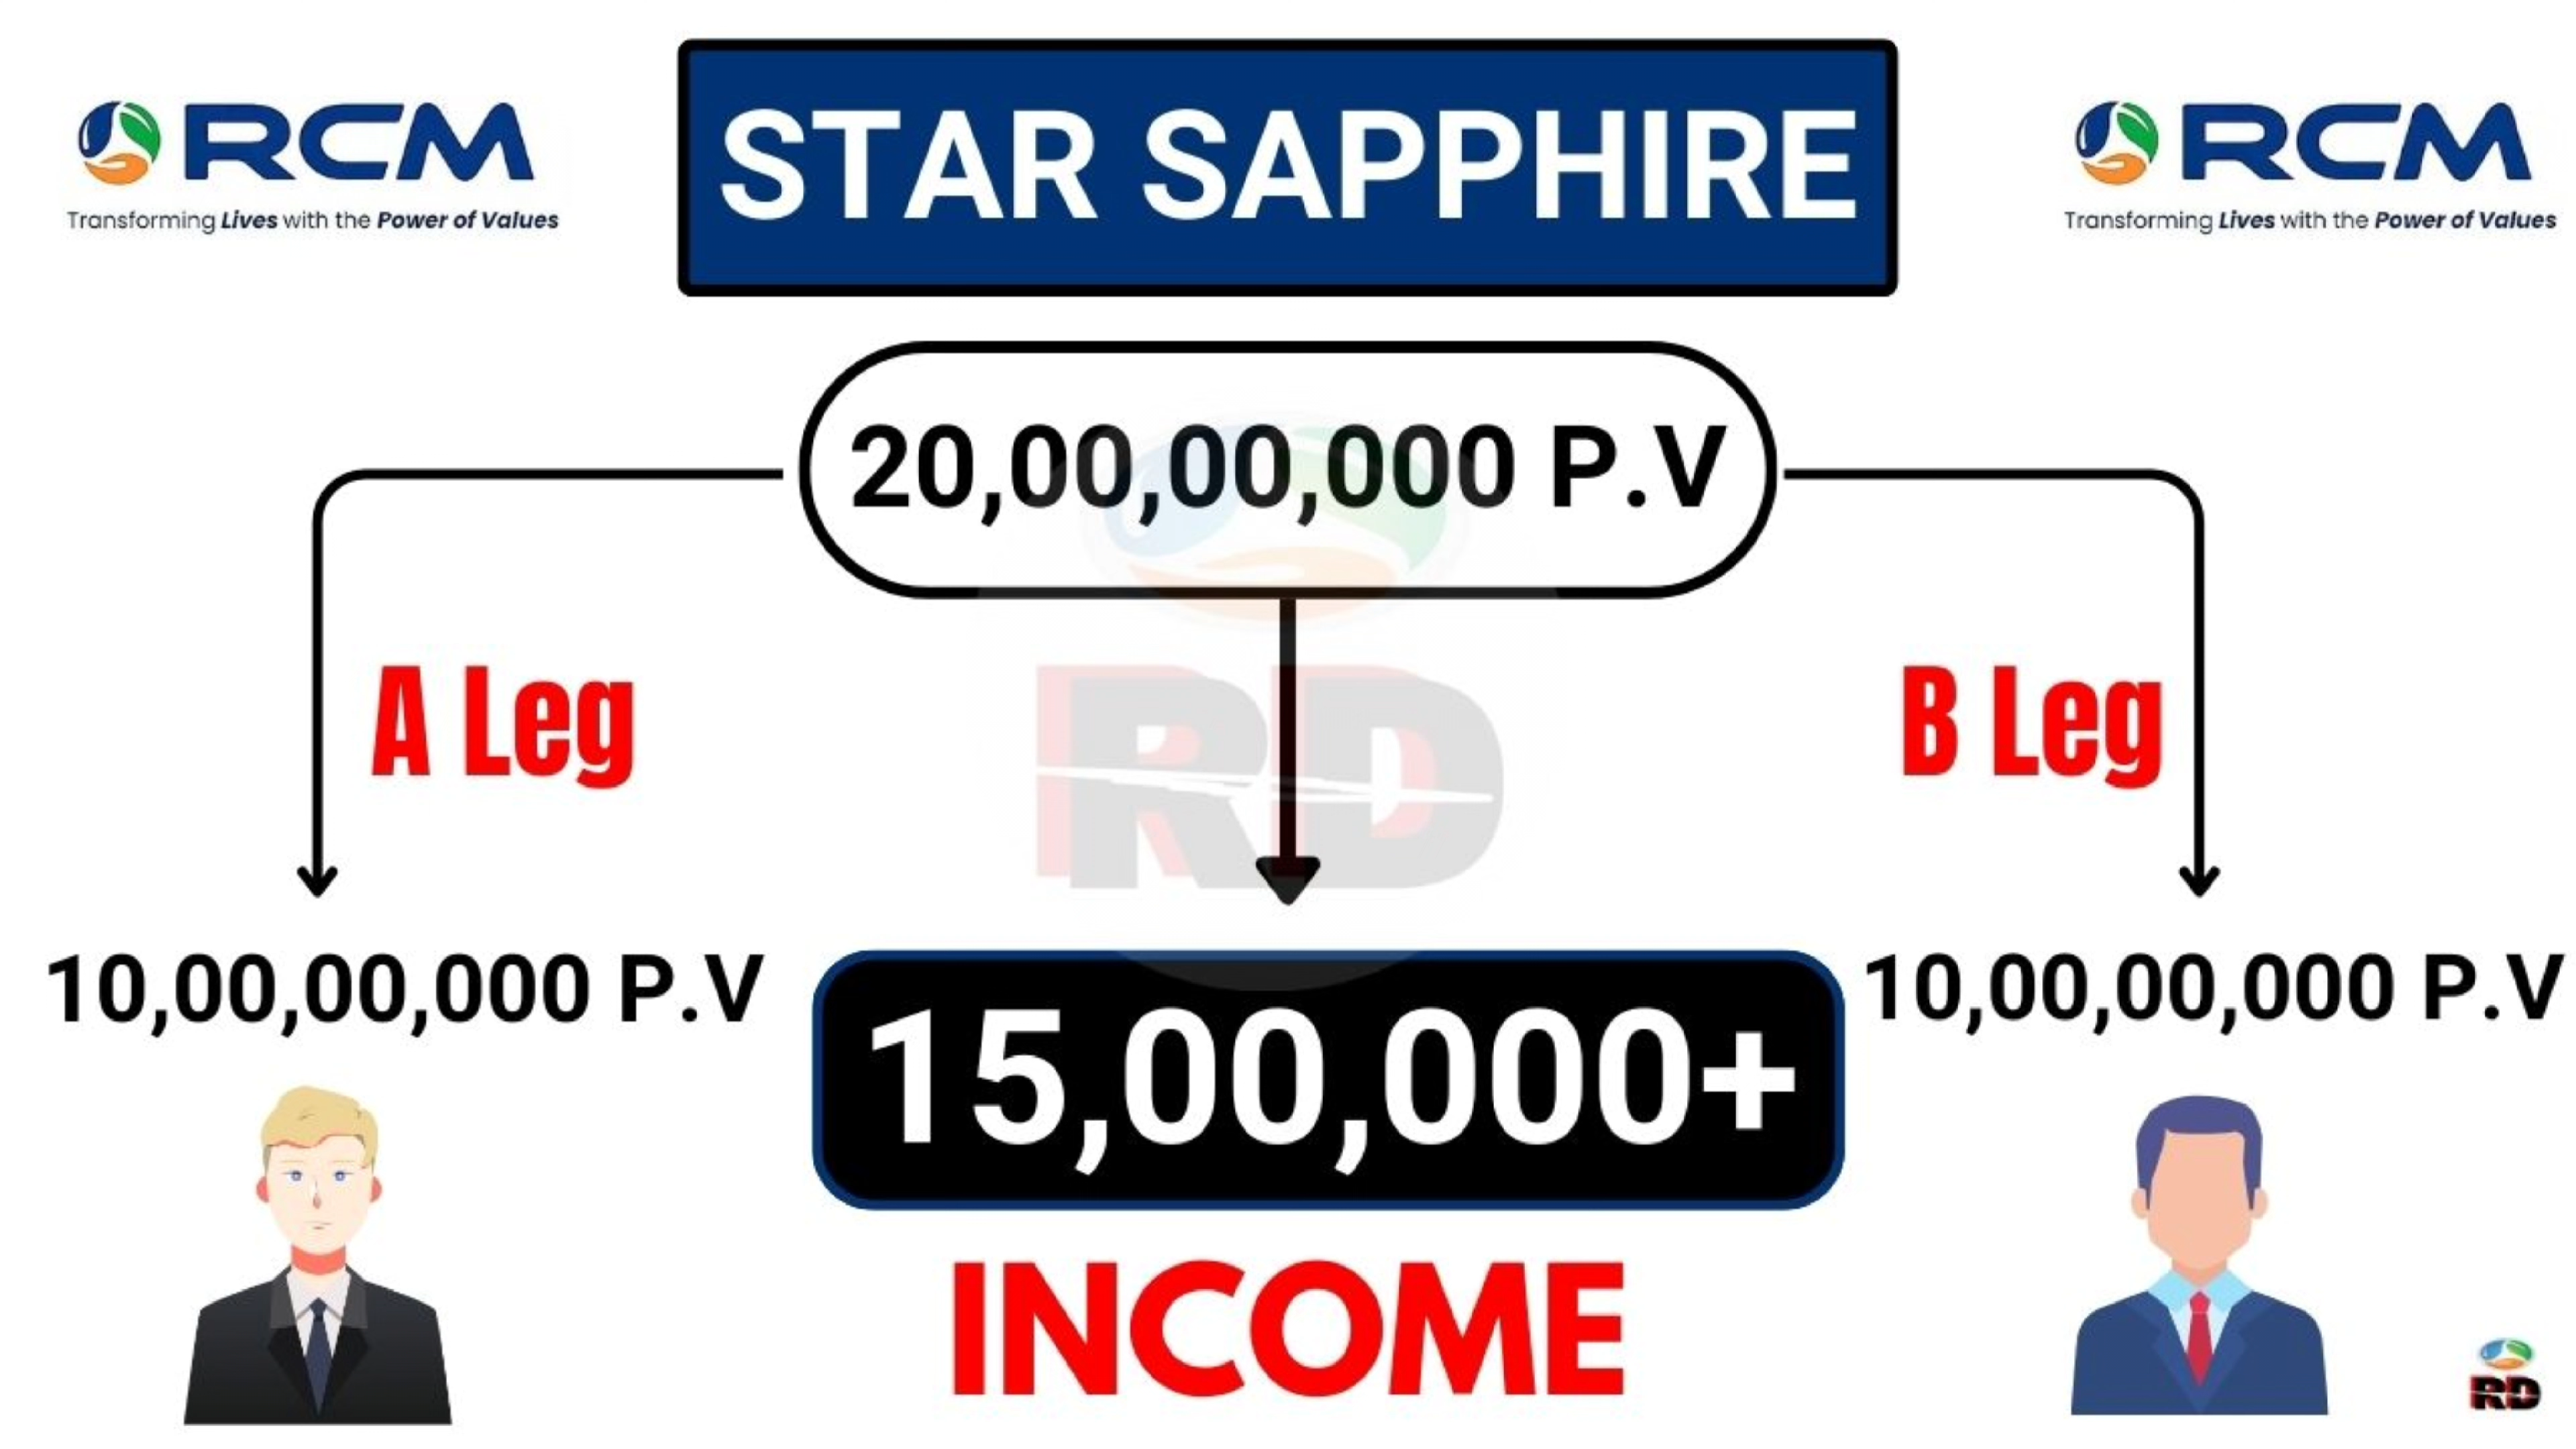 RCM
Transforming Lives with the Power of Values
STAR SAPPHIRE
RCM
Transforming Lives with the Power of Values
20,00,00,000 P.V
A Leg
B Leg
RD
10,00,00,000 P.V
15,00,000+
10,00,00,000 P.V
INCOME
RD